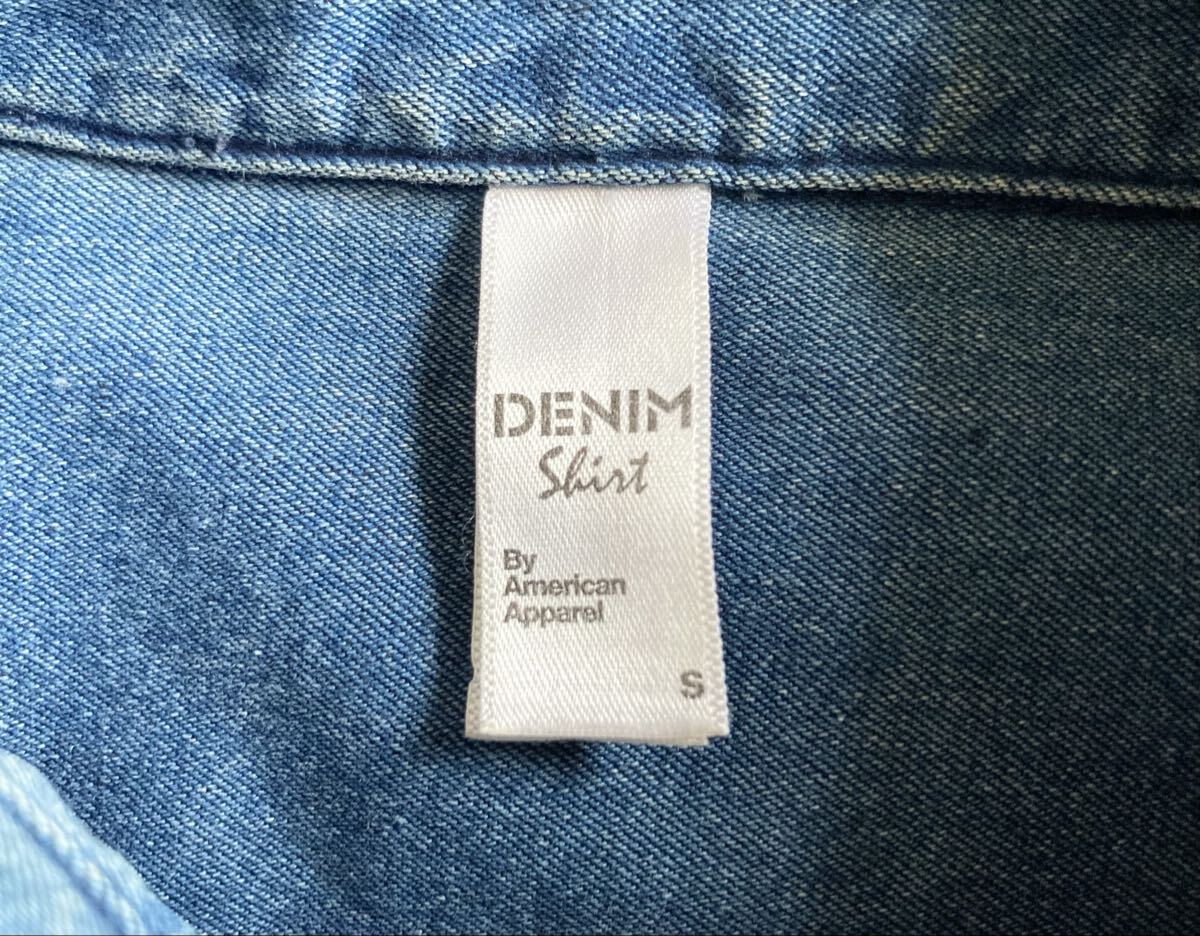 DENIM
Shirt
By
American
Apparel
S